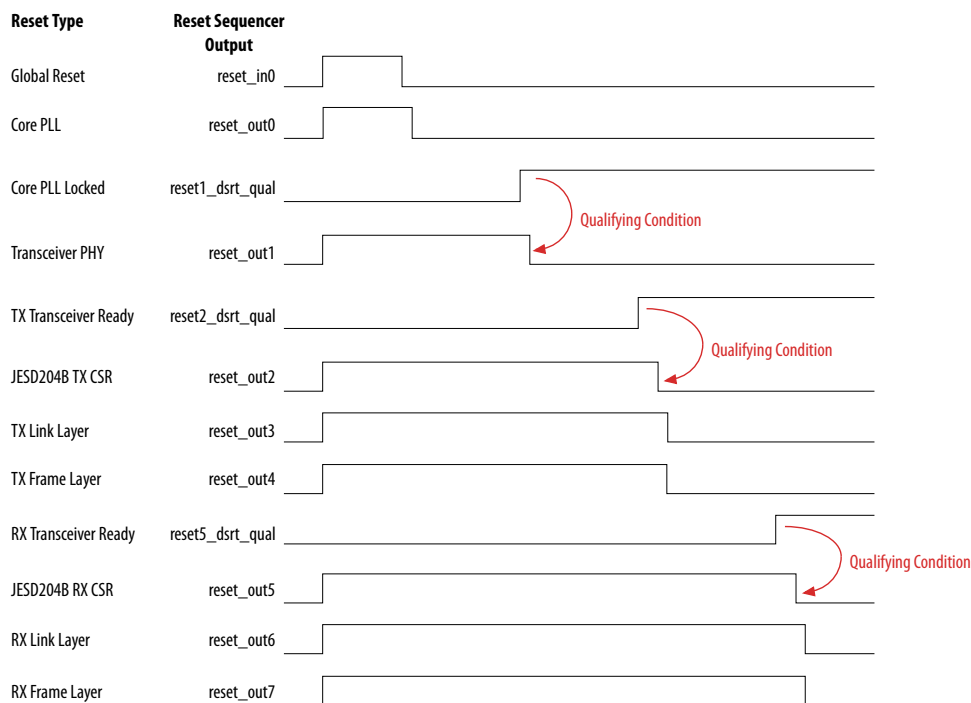 Reset Type
Reset Sequencer
Output
Global Reset
reset_in0
Core PLL
reset_out0
Core PLL Locked
reset1_dsrt_qual
Qualifying Condition
Transceiver PHY
reset_out1
TX Transceiver Ready
reset2_dsrt_qual
Qualifying Condition
JESD204B TX CSR
reset_out2
TX Link Layer
reset_out3
TX Frame Layer
reset_out4
RX Transceiver Ready
reset5_dsrt_qual
Qualifying Condition
JESD204B RX CSR
reset_out5
RX Link Layer
reset_out6
RX Frame Layer
reset_out7